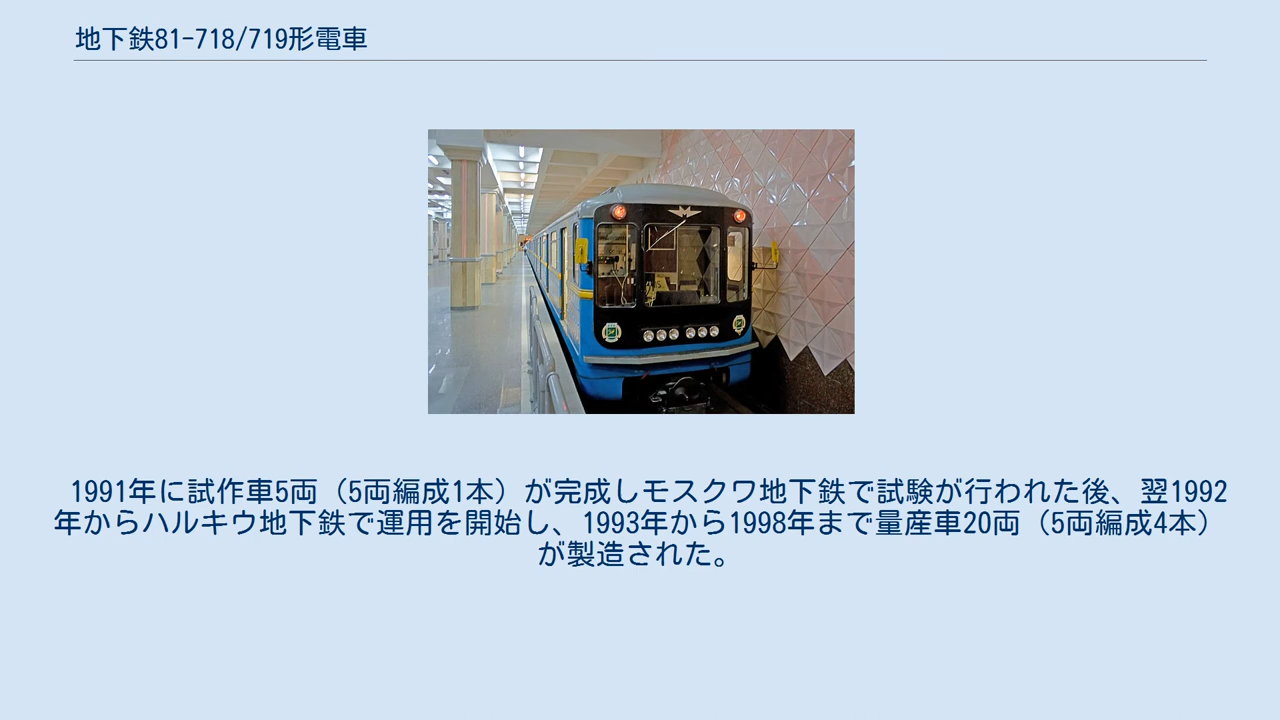 地下鉄81-718/719形電車
1991年に試作車5両（5両編成1本）が完成しモスクワ地下鉄で試験が行われた後、翌1992
年からハルキウ地下鉄で運用を開始し、1993年から1998年まで量産車20両（5両編成4本）
が製造された。